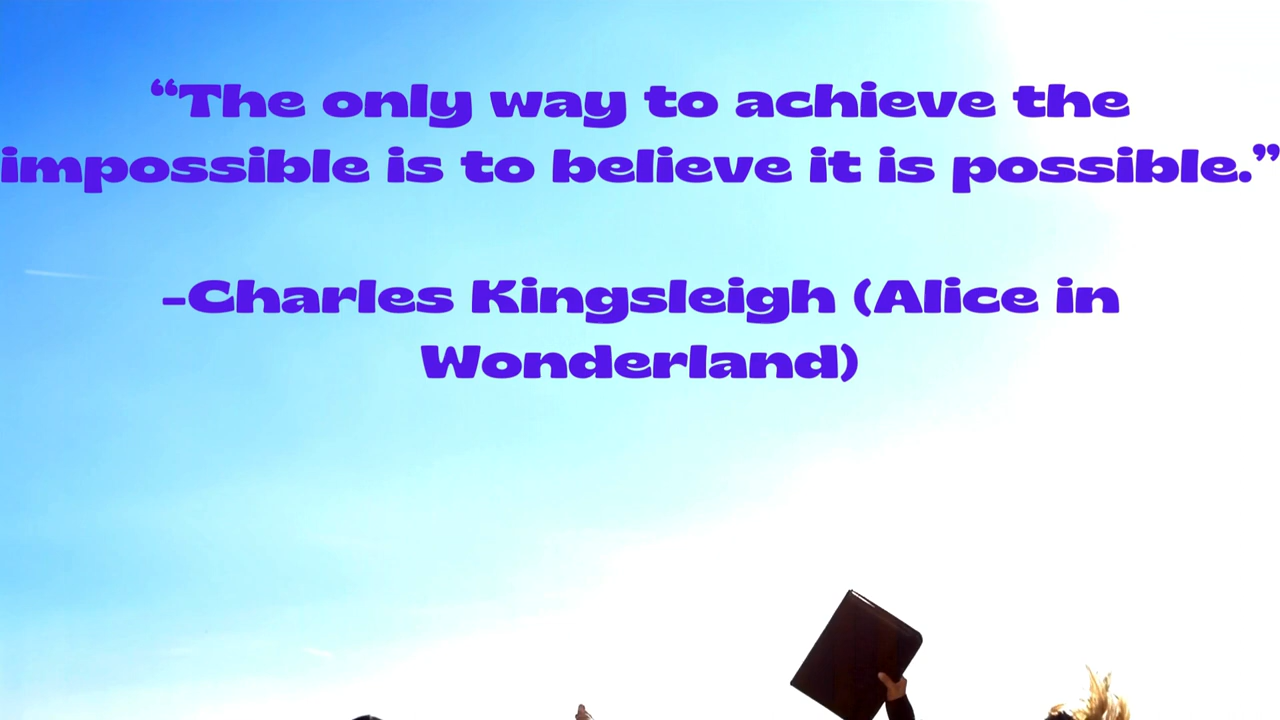 “The only way to achieve the
impossible is to believe it is possible.”
-Charles Kingsleigh (Alice in
Wonderland)